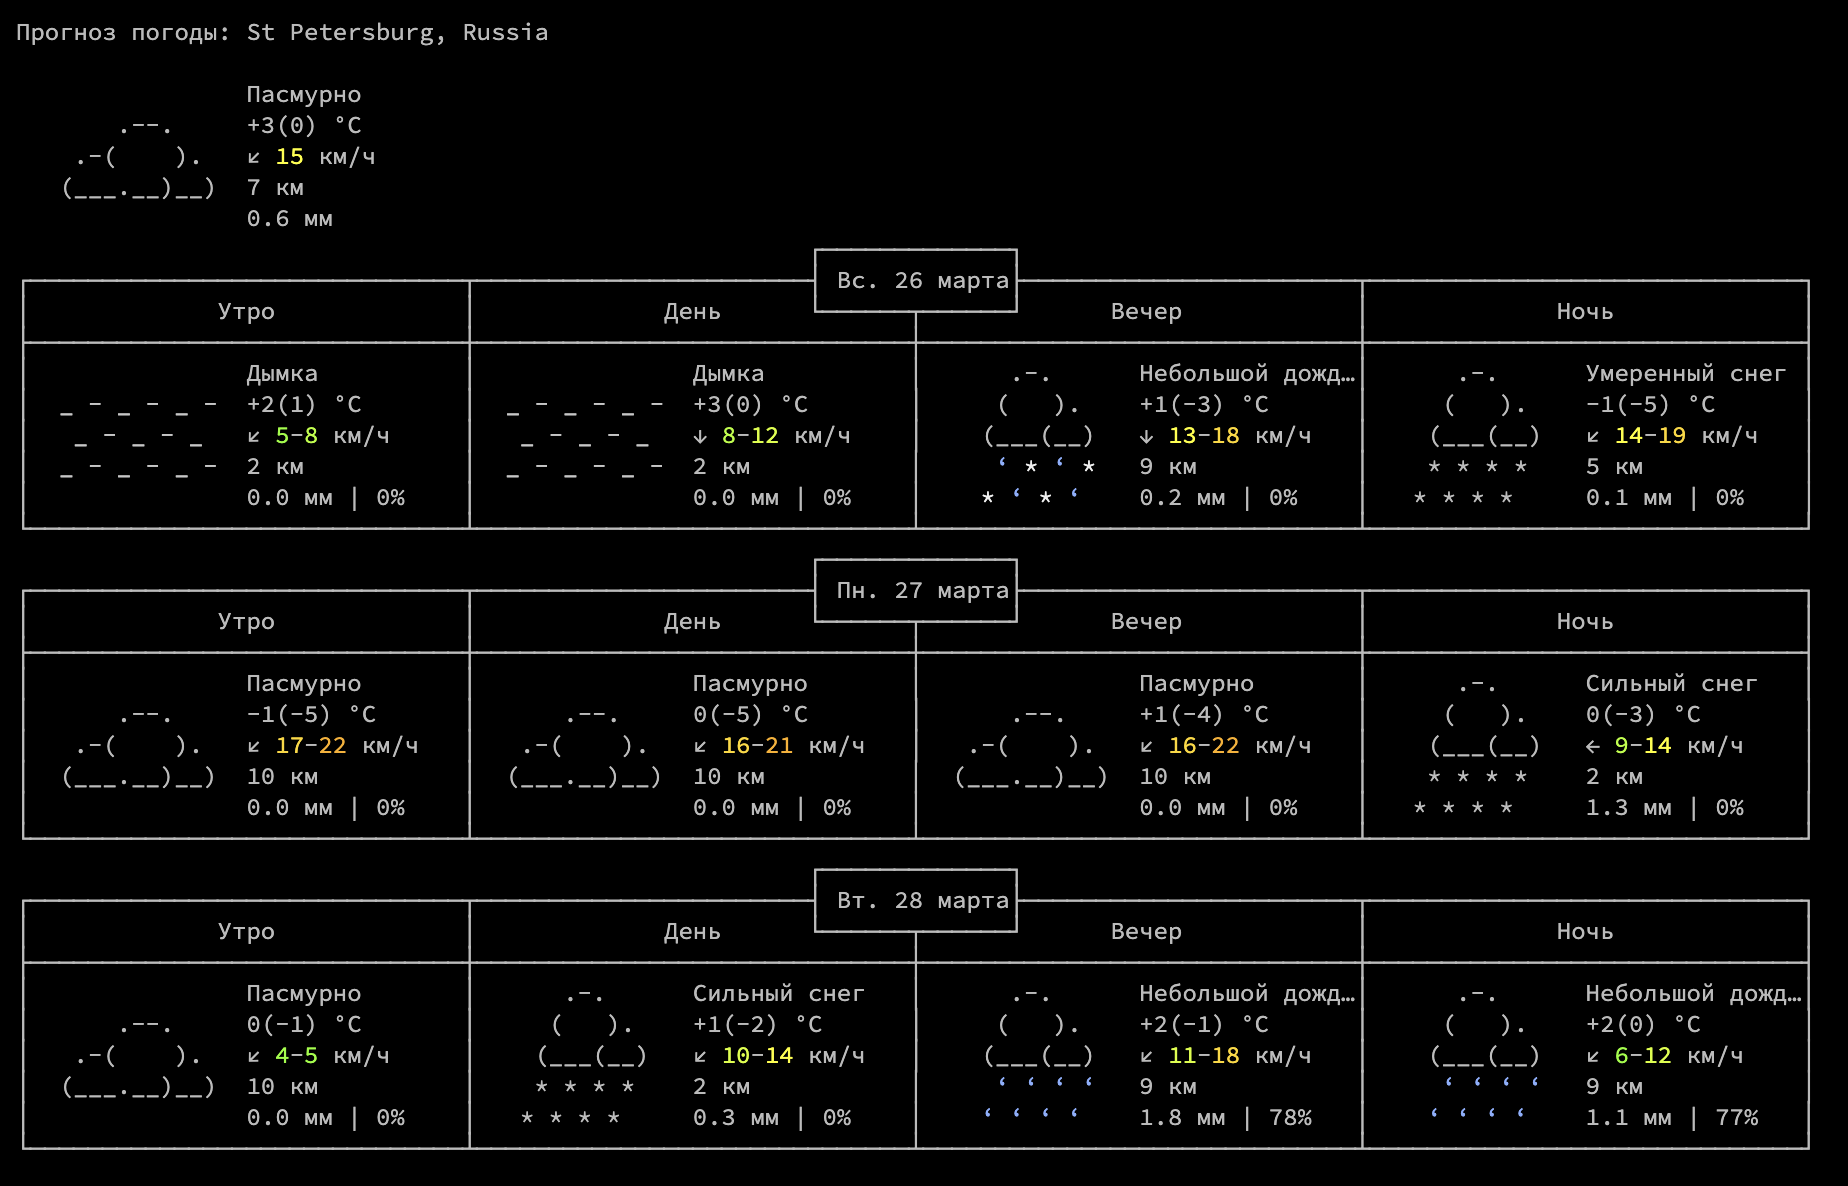 Прогноз погоды: St Petersburg, Russia
Пасмурно
+3(0) °C
↙ 15 км/ч
7 км
0.6 мм
Вс. 26 марта
Утро День Вечер Ночь
Дымка Дымка Небольшой дожд… Умеренный снег
+2(1) °C +3(0) °C +1(−3) °C −1(−5) °C
↙ 5−8 км/ч ↓ 8−12 км/ч ↓ 13−18 км/ч ↙ 14−19 км/ч
2 км 2 км 9 км 5 км
0.0 мм | 0% 0.0 мм | 0% 0.2 мм | 0% 0.1 мм | 0%
Пн. 27 марта
Утро День Вечер Ночь
Пасмурно Пасмурно Пасмурно Сильный снег
−1(−5) °C 0(−5) °C +1(−4) °C 0(−3) °C
↙ 17−22 км/ч ↙ 16−21 км/ч ↙ 16−22 км/ч ← 9−14 км/ч
10 км 10 км 10 км 2 км
0.0 мм | 0% 0.0 мм | 0% 0.0 мм | 0% 1.3 мм | 0%
Вт. 28 марта
Утро День Вечер Ночь
Пасмурно Сильный снег Небольшой дожд… Небольшой дожд…
0(−1) °C +1(−2) °C +2(−1) °C +2(0) °C
↙ 4−5 км/ч ↙ 10−14 км/ч ↙ 11−18 км/ч ↙ 6−12 км/ч
10 км 2 км 9 км 9 км
0.0 мм | 0% 0.3 мм | 0% 1.8 мм | 78% 1.1 мм | 77%